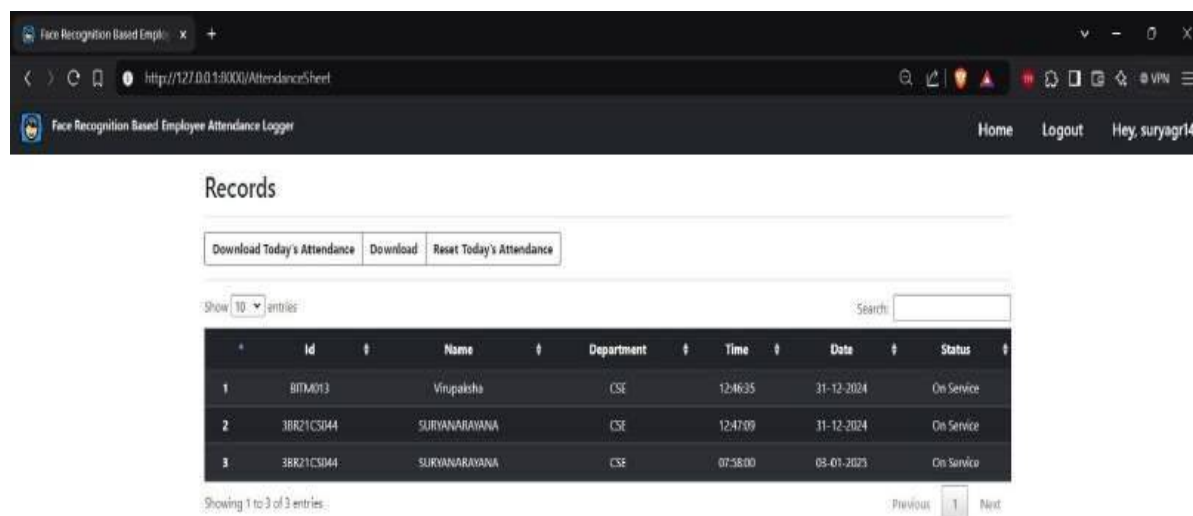 Face Recognition Based Emplo × +
http://127.0.0.1:8000/AttendanceSheet VPN
Face Recognition Based Employee Attendance Logger Home Logout Hey, suryagr14
Records
Download Today's Attendance Download Reset Today's Attendance
Show 10 entries Search:
Id Name Department Time Date Status
1 BITM013 Virupaksha CSE 12:46:35 31-12-2024 On Service
2 3BR21CS044 SURYANARAYANA CSE 12:47:09 31-12-2024 On Service
3 3BR21CS044 SURYANARAYANA CSE 07:58:00 03-01-2025 On Service
Showing 1 to 3 of 3 entries Previous 1 Next